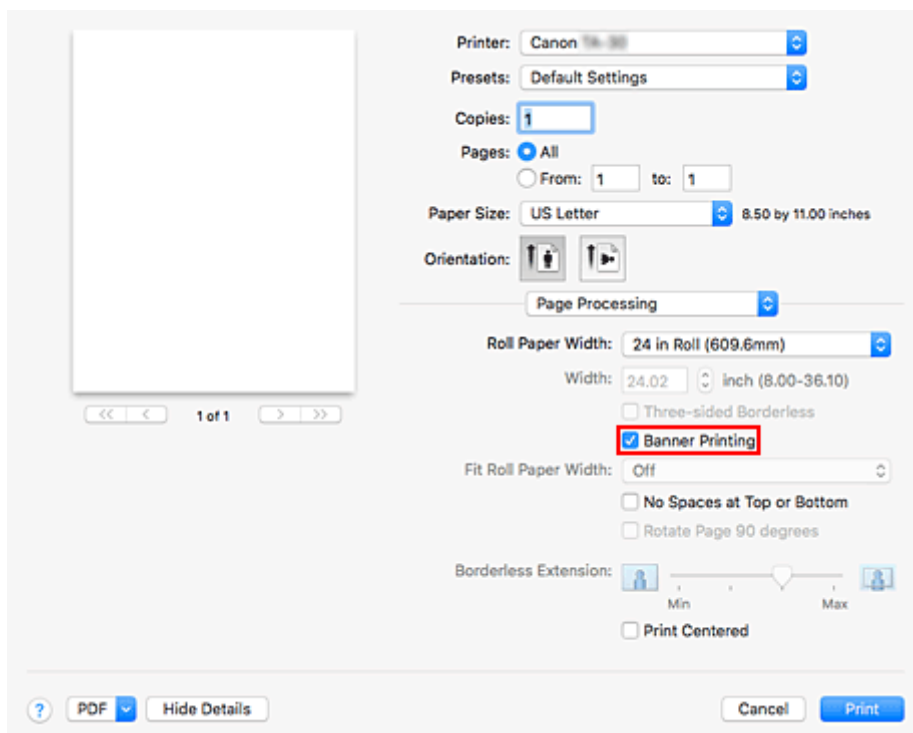 Printer: Canon
Presets: Default Settings
Copies: 1
Pages: All
From: 1 to: 1
Paper Size: US Letter 8.50 by 11.00 inches
Orientation:
Page Processing
Roll Paper Width: 24 in Roll (609.6mm)
Width: 24.02 inch (8.00-36.10)
Three-sided Borderless
Banner Printing
Fit Roll Paper Width: Off
No Spaces at Top or Bottom
Rotate Page 90 degrees
Borderless Extension:
Min Max
Print Centered
<< < 1 of 1 > >>
? PDF Hide Details Cancel Print